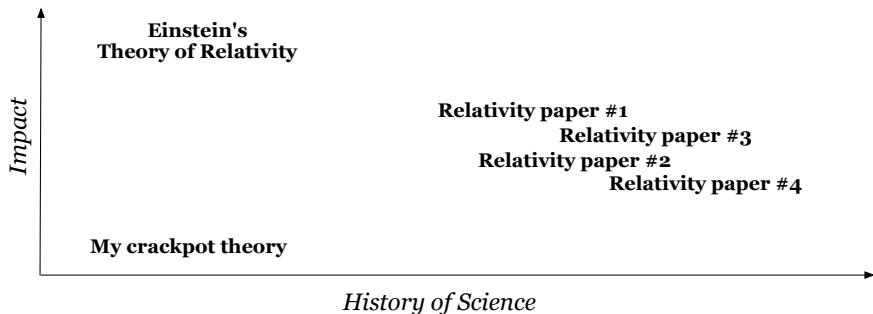 Einstein's
Theory of Relativity
Impact
Relativity paper #1
Relativity paper #3
Relativity paper #2
Relativity paper #4
My crackpot theory
History of Science